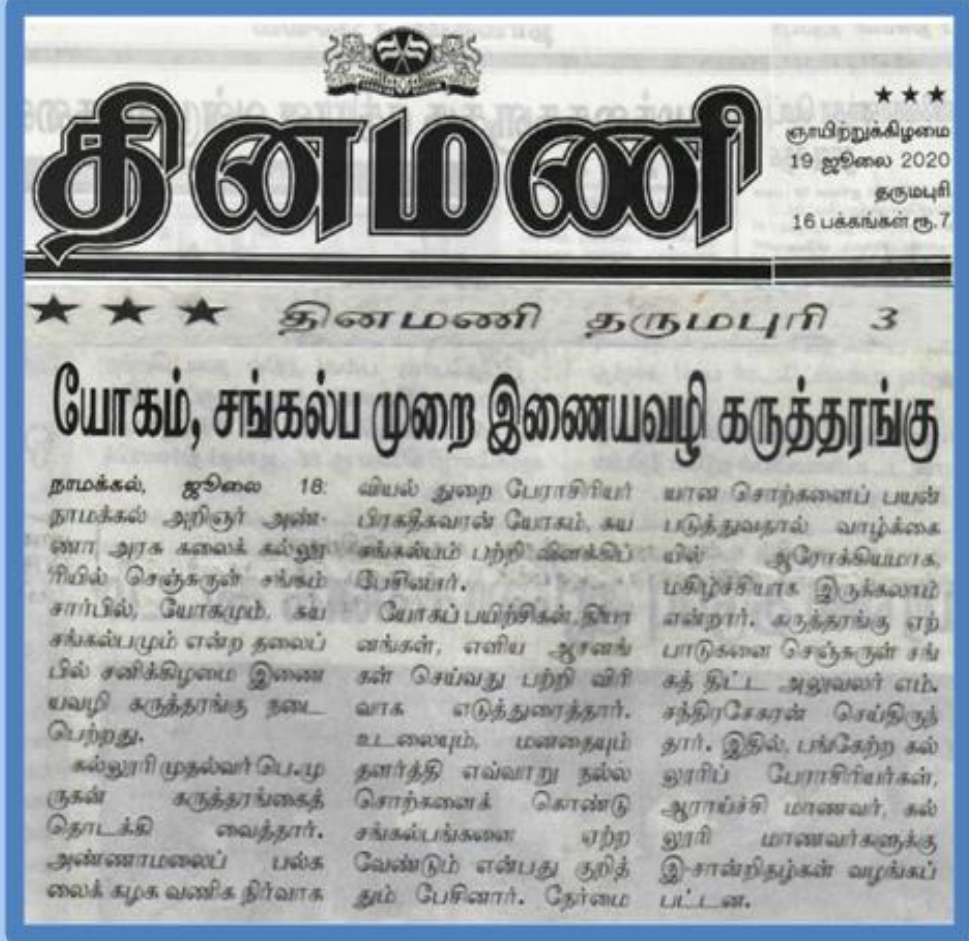 தினமணி
★★★
ஞாயிற்றுக்கிழமை
19 ஜூலை 2020
தருமபுரி
16 பக்கங்கள் ரூ.7
★ ★ ★ தினமணி தருமபுரி 3
யோகம், சங்கல்ப முறை இணையவழி கருத்தரங்கு
நாமக்கல், ஜூலை 18:
நாமக்கல் அறிஞர் அண்-
ணா அரசு கலைக் கல்லூ
ரியில் செஞ்சுருள் சங்கம்
சார்பில், யோகமும், சுய
சங்கல்பமும் என்ற தலைப்
பில் சனிக்கிழமை இணை
யவழி கருத்தரங்கு நடை
பெற்றது.
கல்லூரி முதல்வர் பெ.மு
ருகன் கருத்தரங்கைத்
தொடக்கி வைத்தார்.
அண்ணாமலைப் பல்க
லைக் கழக வணிக நிர்வாக
வியல் துறை பேராசிரியர்
பிரகதீசுவரன் யோகம், சுய
சங்கல்பம் பற்றி விளக்கிப்
பேசினார்.
யோகப் பயிற்சிகள், தியா
னங்கள், எளிய ஆசனங்
கள் செய்வது பற்றி விரி
வாக எடுத்துரைத்தார்.
உடலையும், மனதையும்
தளர்த்தி எவ்வாறு நல்ல
சொற்களைக் கொண்டு
சங்கல்பங்களை ஏற்ற
வேண்டும் என்பது குறித்
தும் பேசினார். நேர்மை
யான சொற்களைப் பயன்
படுத்துவதால் வாழ்க்கை
யில் ஆரோக்கியமாக,
மகிழ்ச்சியாக இருக்கலாம்
என்றார். கருத்தரங்கு ஏற்
பாடுகளை செஞ்சுருள் சங்
கத் திட்ட அலுவலர் எம்.
சந்திரசேகரன் செய்திருந்
தார். இதில், பங்கேற்ற கல்
லூரிப் பேராசிரியர்கள்,
ஆராய்ச்சி மாணவர், கல்
லூரி மாணவர்களுக்கு
இ-சான்றிதழ்கள் வழங்கப்
பட்டன.